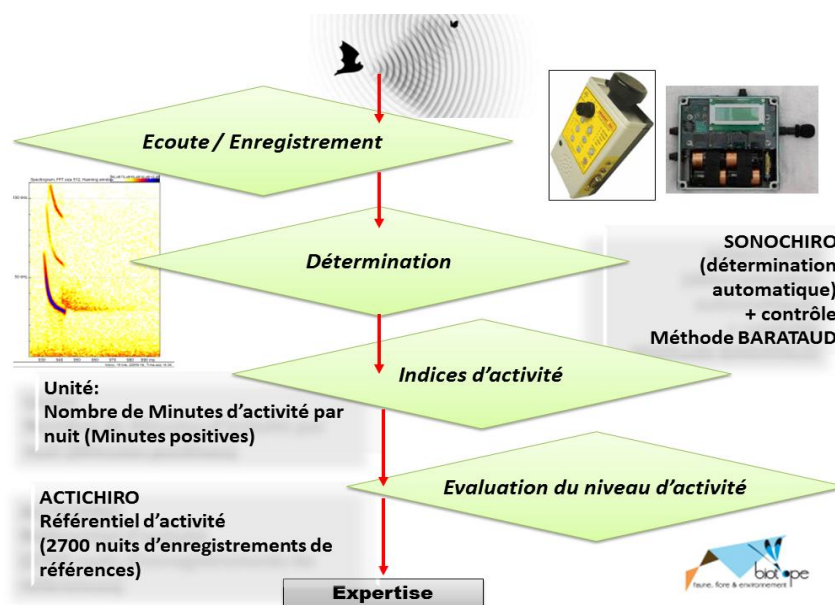 Ecoute / Enregistrement
Détermination
SONOCHIRO
(détermination
automatique)
+ contrôle
Méthode BARATAUD
Indices d'activité
Unité:
Nombre de Minutes d'activité par
nuit (Minutes positives)
Evaluation du niveau d'activité
ACTICHIRO
Référentiel d'activité
(2700 nuits d'enregistrements de
références)
Expertise
biotope
faune, flore & environnement